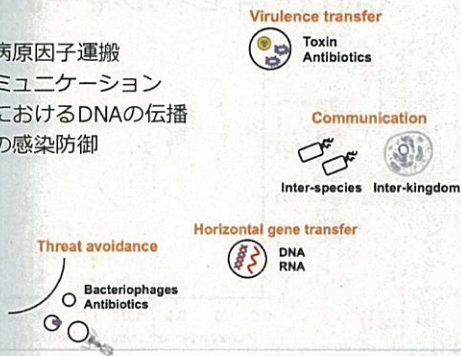 病原因子運搬
ミュニケーション
におけるDNAの伝播
の感染防御
Virulence transfer
Toxin
Antibiotics
Communication
Inter-species Inter-kingdom
Horizontal gene transfer
DNA
RNA
Threat avoidance
Bacteriophages
Antibiotics